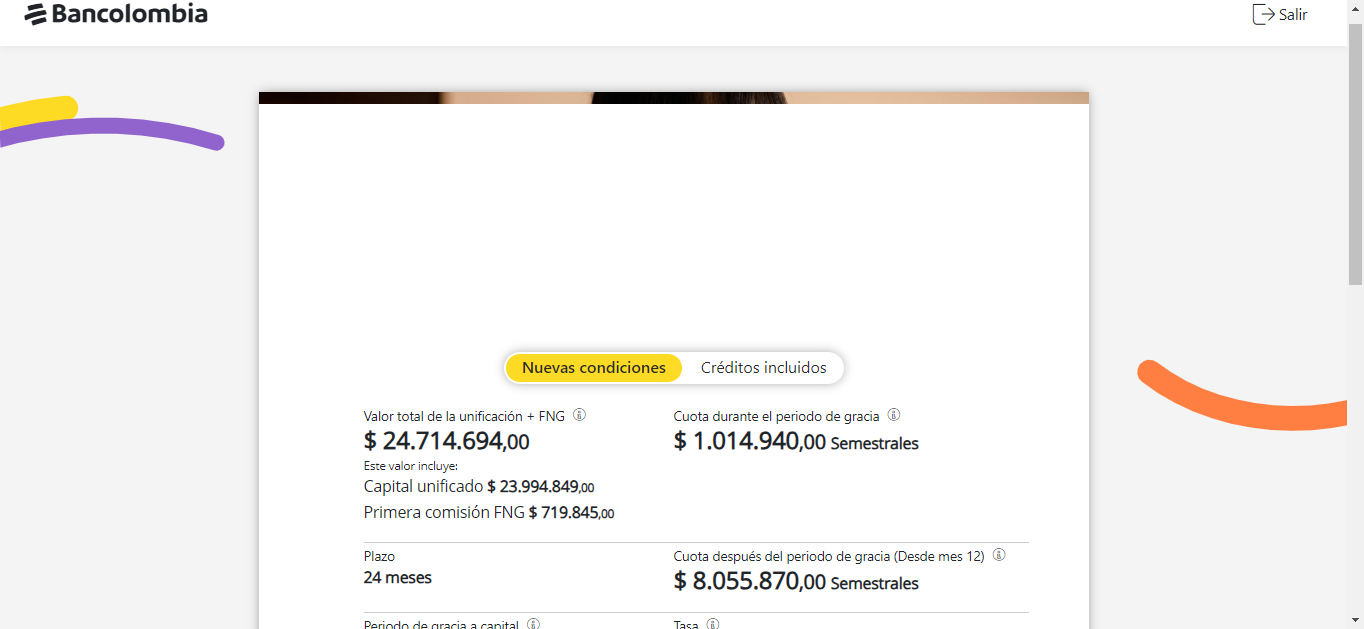 Bancolombia
Salir
Nuevas condiciones
Créditos incluidos
Valor total de la unificación + FNG
$ 24.714.694,00
Este valor incluye:
Capital unificado $ 23.994.849,00
Primera comisión FNG $ 719.845,00
Cuota durante el periodo de gracia
$ 1.014.940,00 Semestrales
Plazo
24 meses
Cuota después del periodo de gracia (Desde mes 12)
$ 8.055.870,00 Semestrales
Periodo de gracia a capital
Tasa